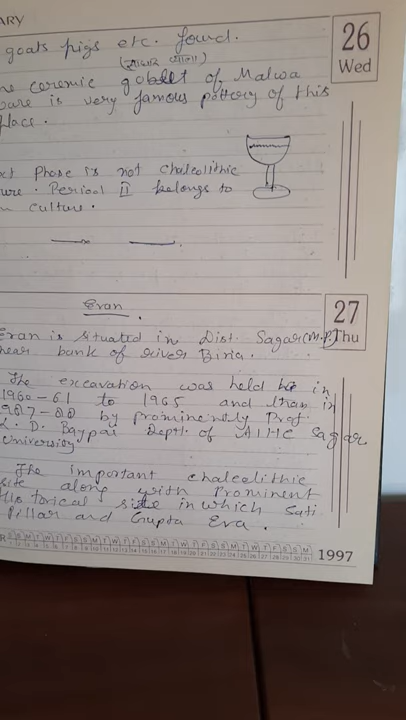 ARY
26
Wed
goats pigs etc. found.
ceremic goblet of Malwa
ware is very famous pottery of this
place.
Phase is not chalcolithic
Period II belongs to
culture.
27
Thu
Eran
Eran is situated in Dist. Sagar (M.P.)
near bank of river Bina.
The excavation was held in
1960-61 to 1965 and than in
1987-88 by prominently Prof.
K. D. Bajpai Deptt. of AIHC Sagar
University
The important chalcolithic
site along with Prominent
historical site in which Sati
Pillar and Gupta Era.
1997